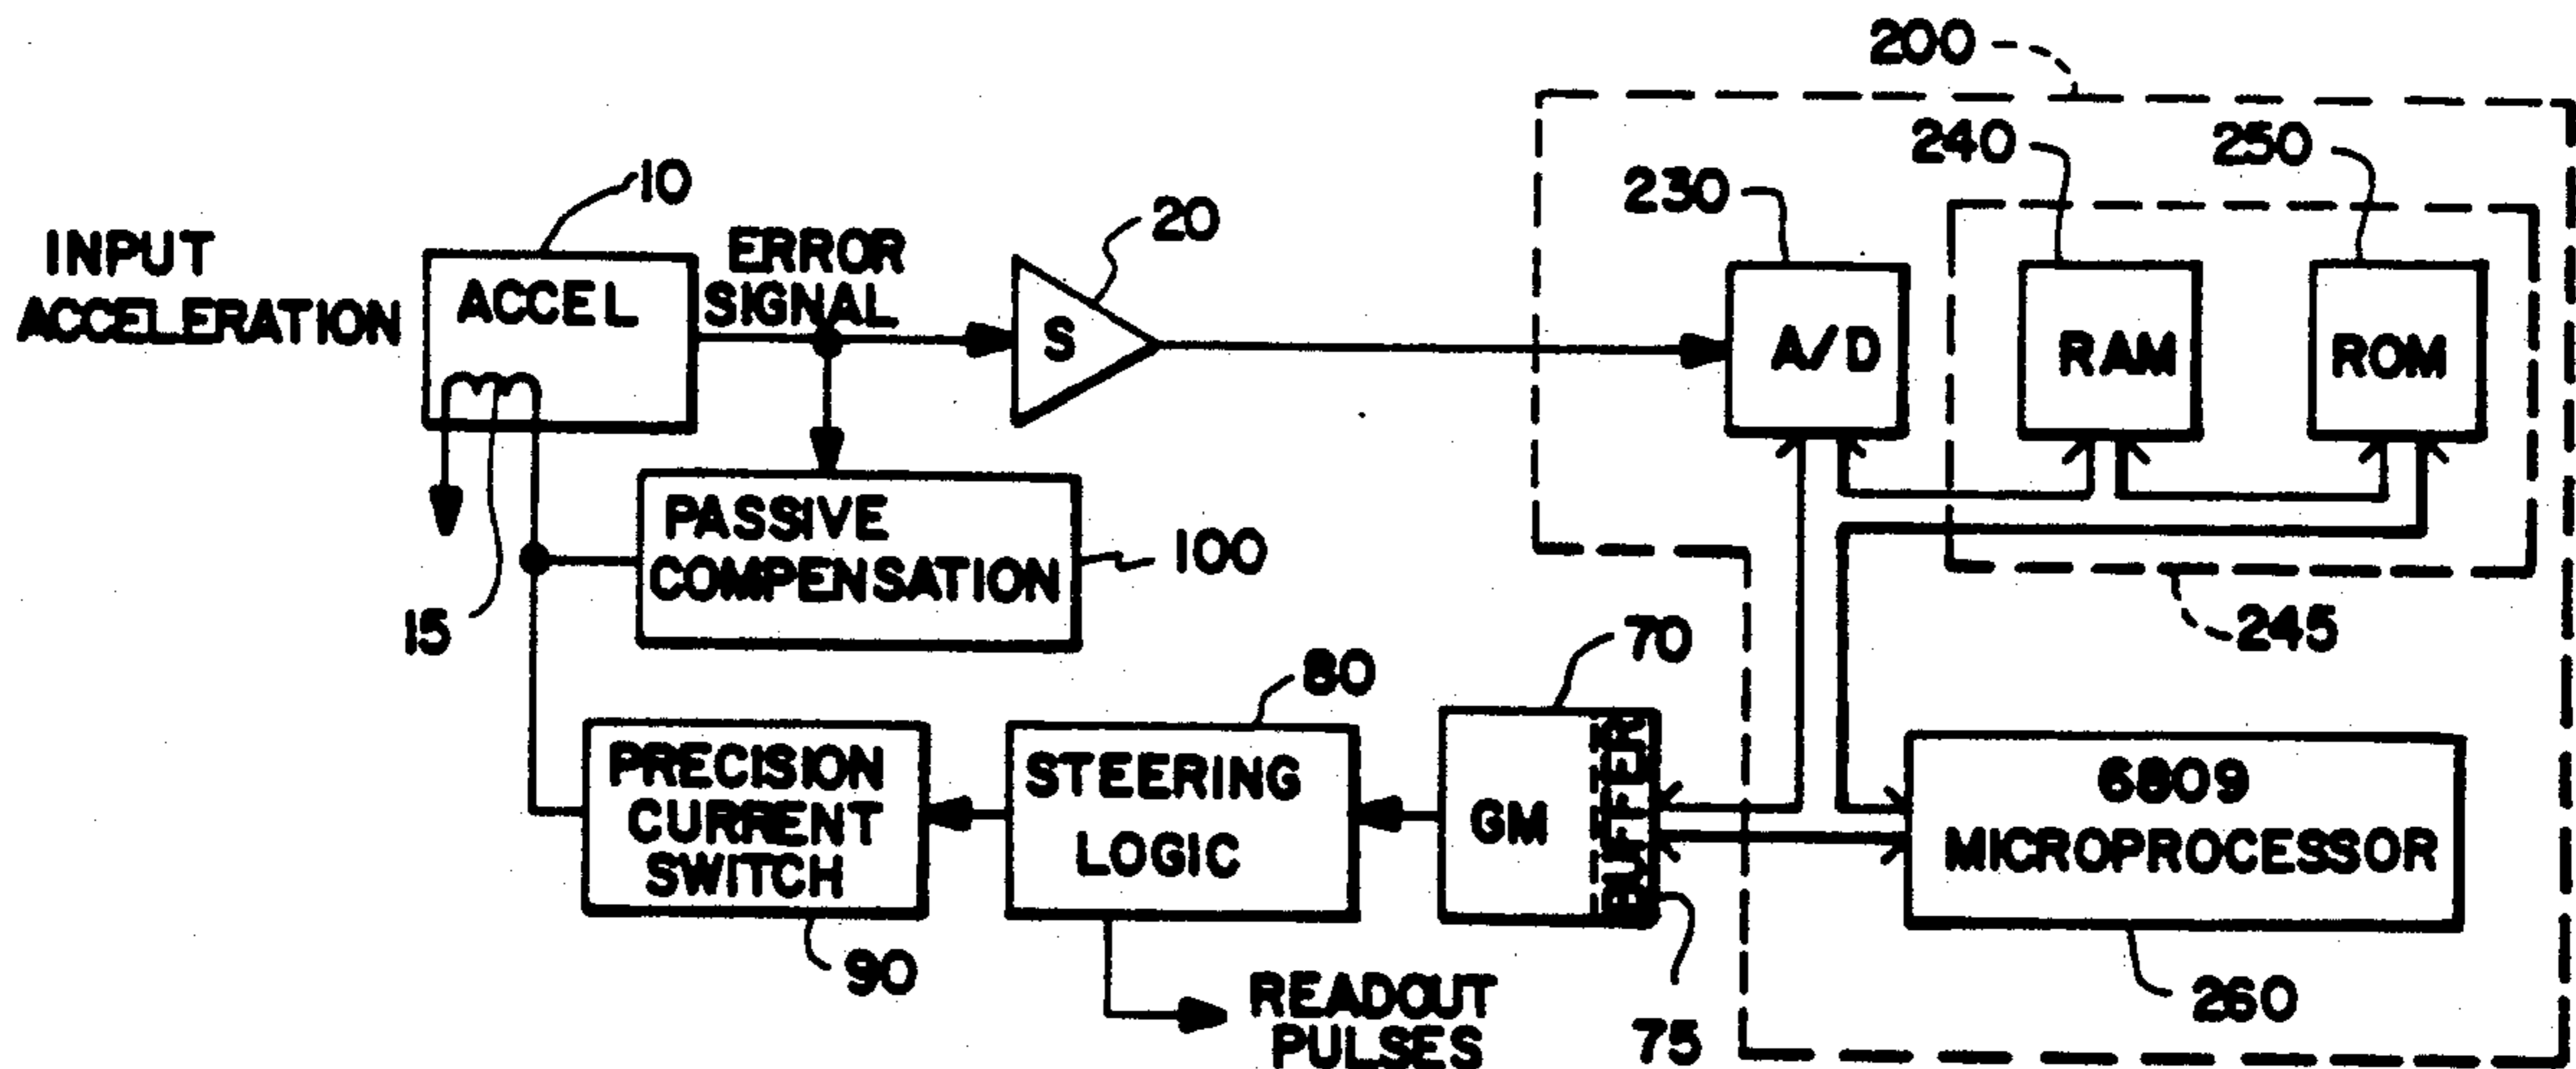 200
240
250
10
230
20
INPUT
ACCELERATION
ERROR
SIGNAL
ACCEL
S
A/D
RAM
ROM
PASSIVE
COMPENSATION
100
15
245
70
80
PRECISION
CURRENT
SWITCH
STEERING
LOGIC
GM
BUFFER
6809
MICROPROCESSOR
90
READOUT
PULSES
75
260